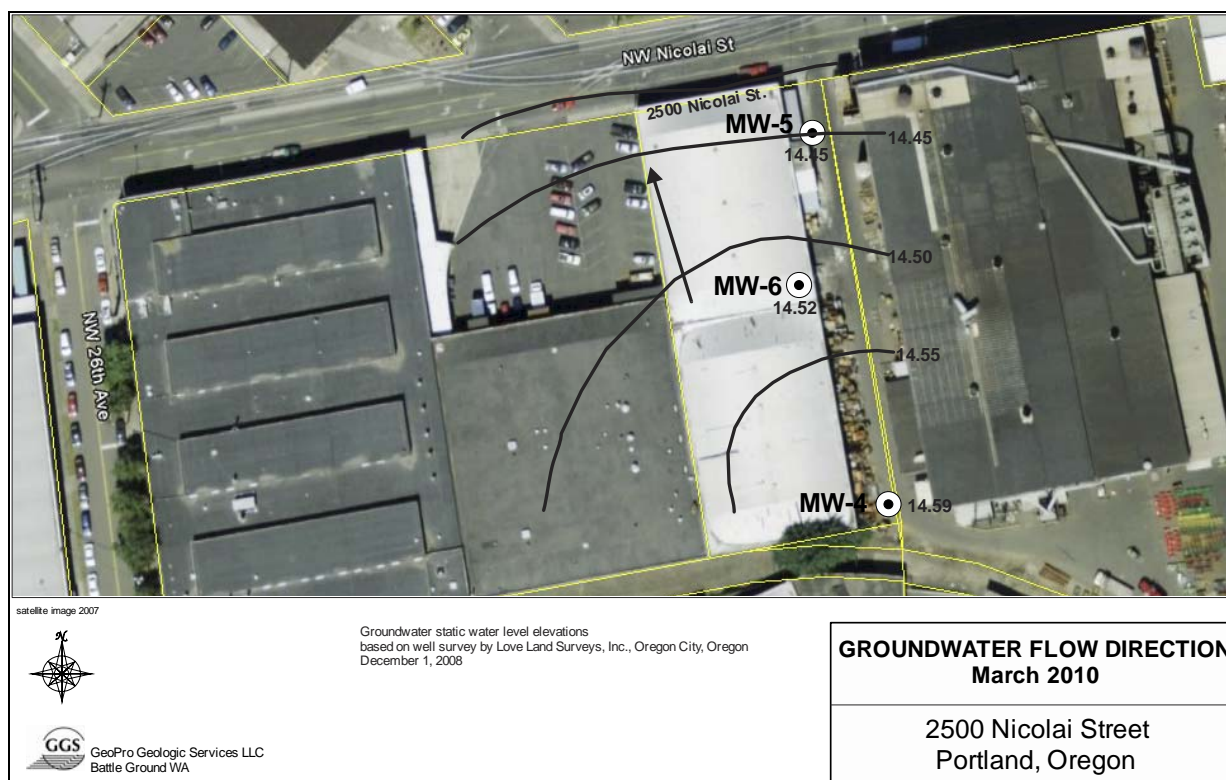 NW Nicolai St
2500 Nicolai St.
MW-5
14.45
14.45
14.50
MW-6
14.52
14.55
NW 26th Ave
MW-4
14.59
satellite image 2007
N
Groundwater static water level elevations
based on well survey by Love Land Surveys, Inc., Oregon City, Oregon
December 1, 2008
GROUNDWATER FLOW DIRECTION
March 2010
2500 Nicolai Street
Portland, Oregon
GGS
GeoPro Geologic Services LLC
Battle Ground WA